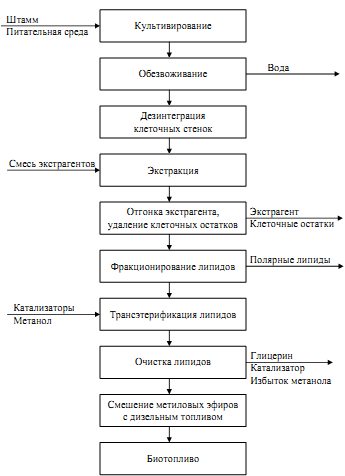 Штамм
Питательная среда
Культивирование
Обезвоживание
Вода
Дезинтеграция
клеточных стенок
Смесь экстрагентов
Экстракция
Отгонка экстрагента,
удаление клеточных остатков
Экстрагент
Клеточные остатки
Фракционирование липидов
Полярные липиды
Катализаторы
Метанол
Трансэтерификация липидов
Очистка липидов
Глицерин
Катализатор
Избыток метанола
Смешение метиловых эфиров
с дизельным топливом
Биотопливо